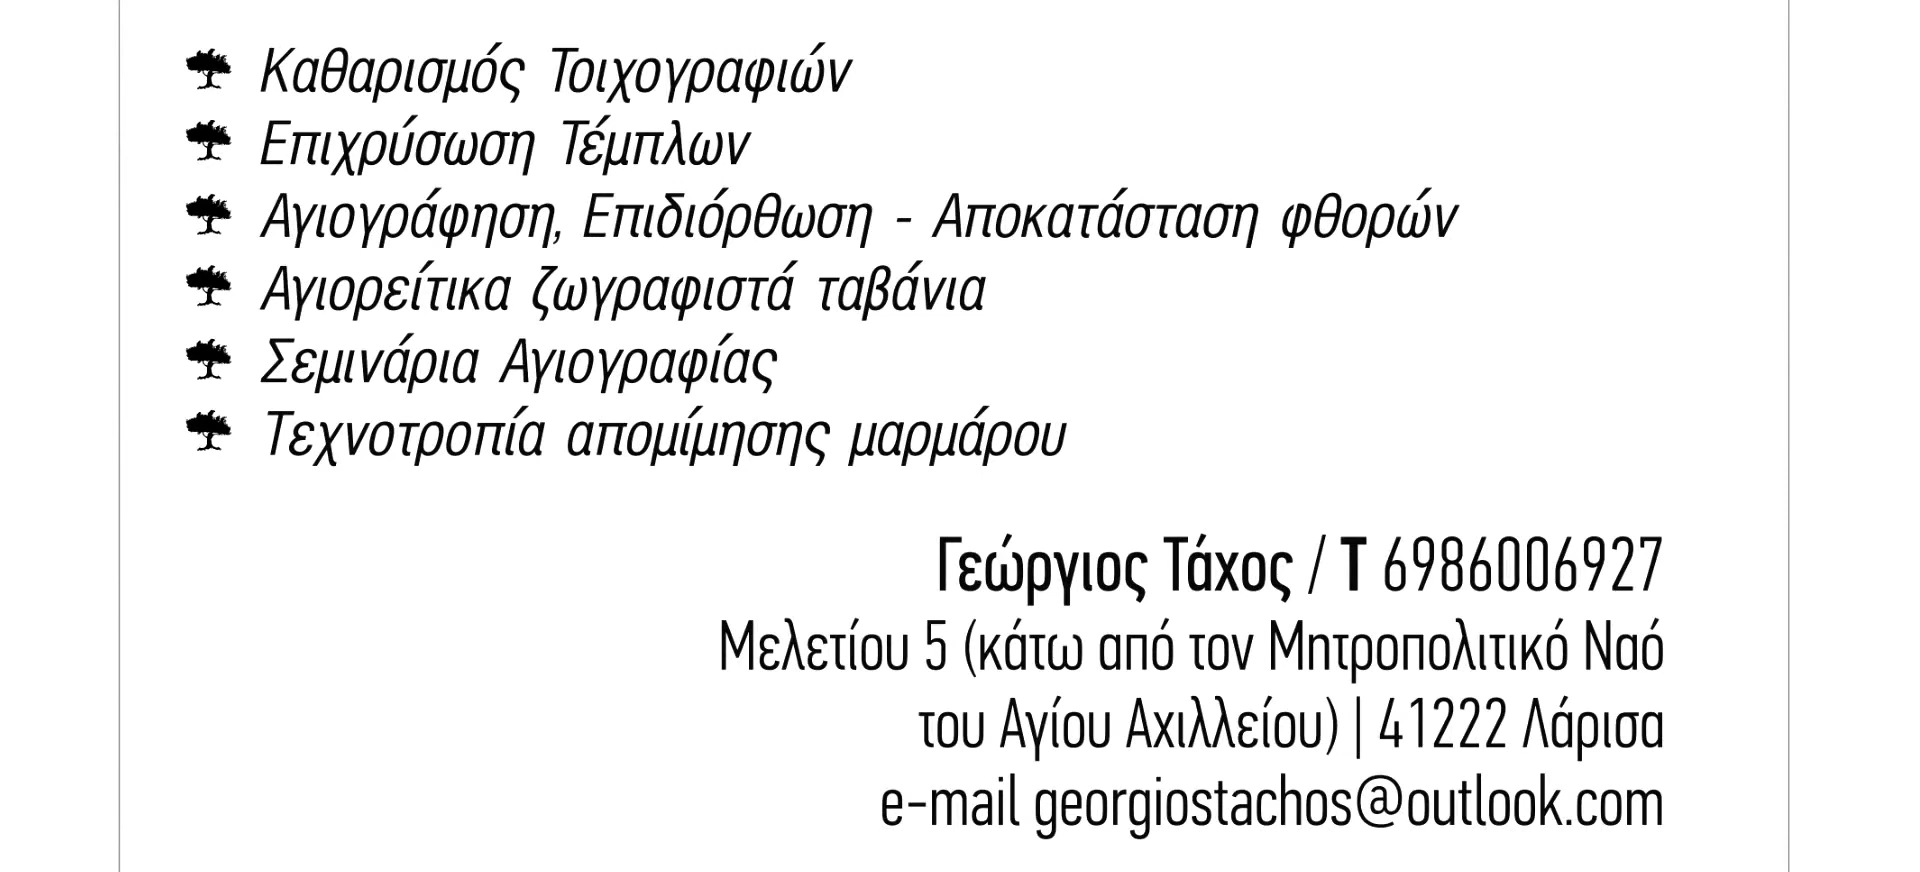 Καθαρισμός Τοιχογραφιών
Επιχρύσωση Τέμπλων
Αγιογράφηση, Επιδιόρθωση - Αποκατάσταση φθορών
Αγιορείτικα ζωγραφιστά ταβάνια
Σεμινάρια Αγιογραφίας
Τεχνοτροπία απομίμησης μαρμάρου
Γεώργιος Τάχος / Τ 6986006927
Μελετίου 5 (κάτω από τον Μητροπολιτικό Ναό
του Αγίου Αχιλλείου) | 41222 Λάρισα
e-mail georgiostachos@outlook.com